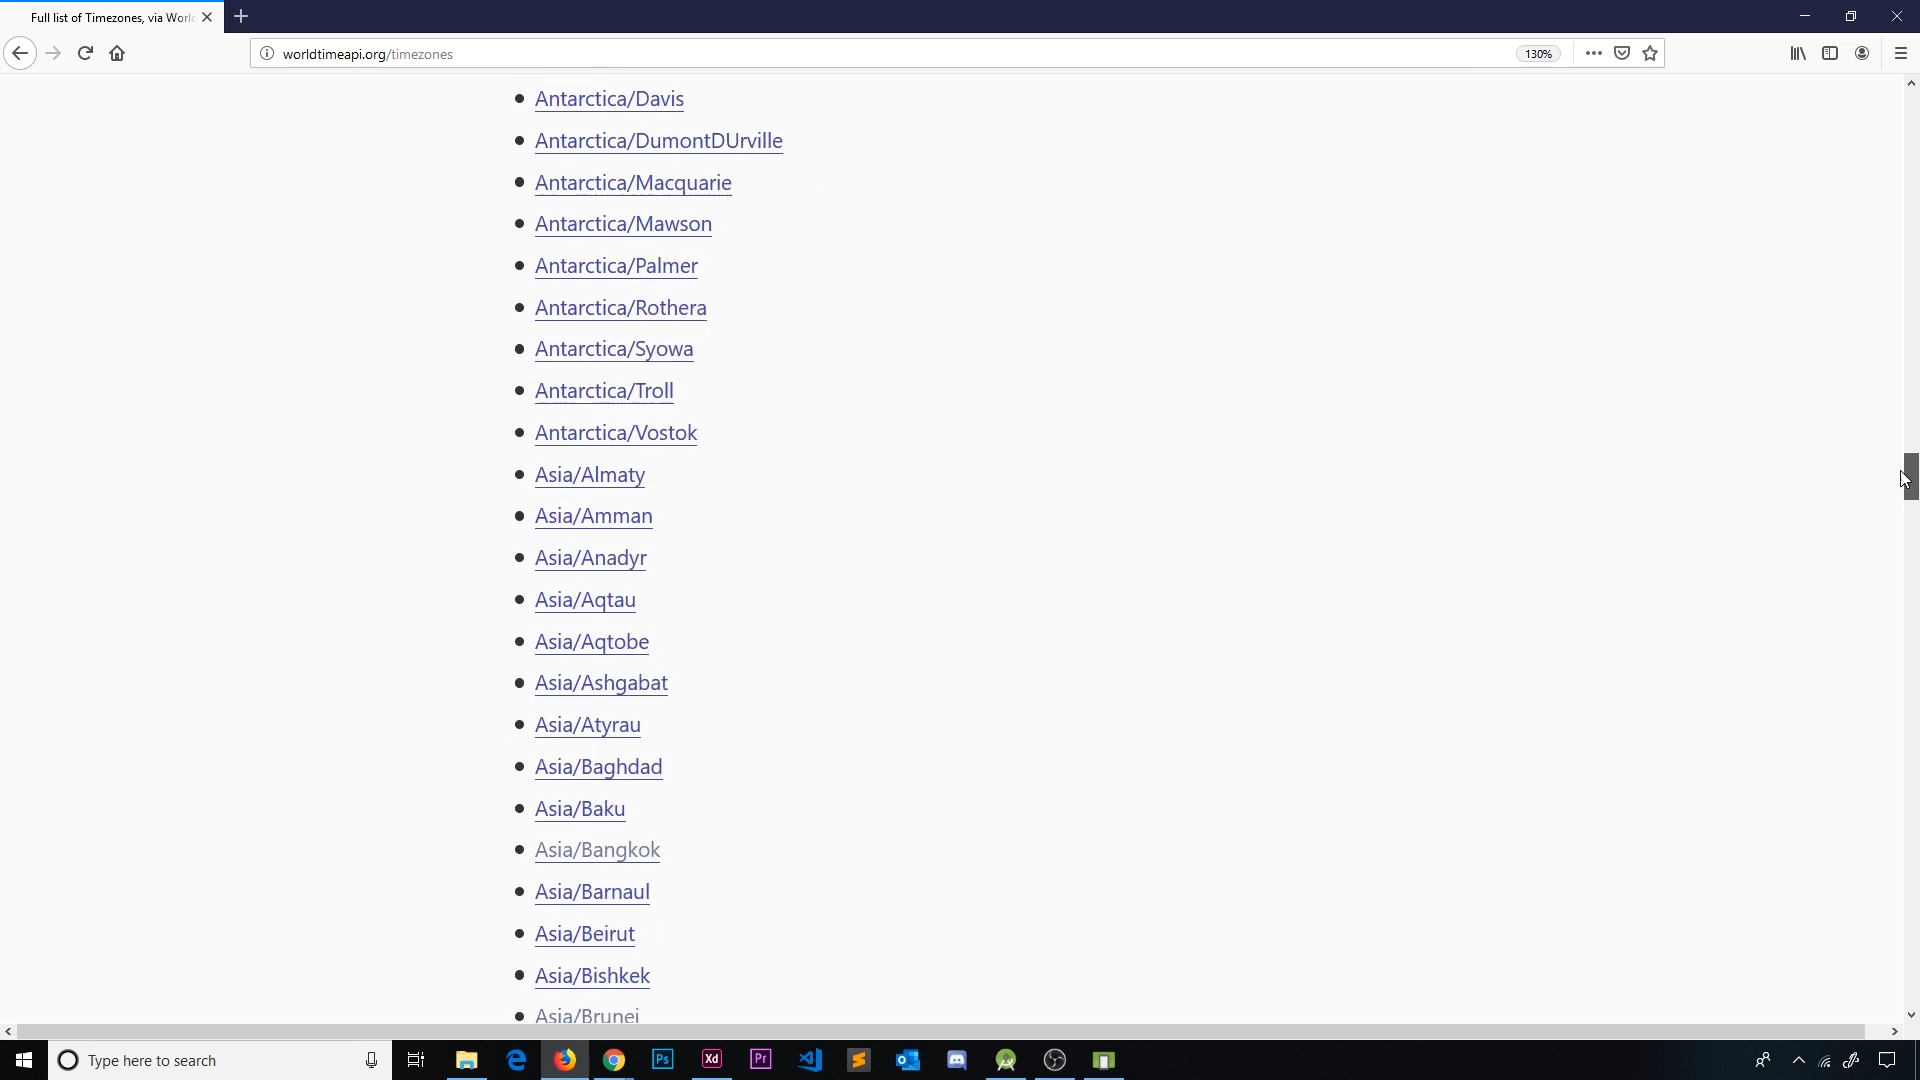 Full list of Timezones, via Worl
worldtimeapi.org/timezones
130%
Antarctica/Davis
Antarctica/DumontDUrville
Antarctica/Macquarie
Antarctica/Mawson
Antarctica/Palmer
Antarctica/Rothera
Antarctica/Syowa
Antarctica/Troll
Antarctica/Vostok
Asia/Almaty
Asia/Amman
Asia/Anadyr
Asia/Aqtau
Asia/Aqtobe
Asia/Ashgabat
Asia/Atyrau
Asia/Baghdad
Asia/Baku
Asia/Bangkok
Asia/Barnaul
Asia/Beirut
Asia/Bishkek
Asia/Brunei
Type here to search
Ps
Xd
Pr